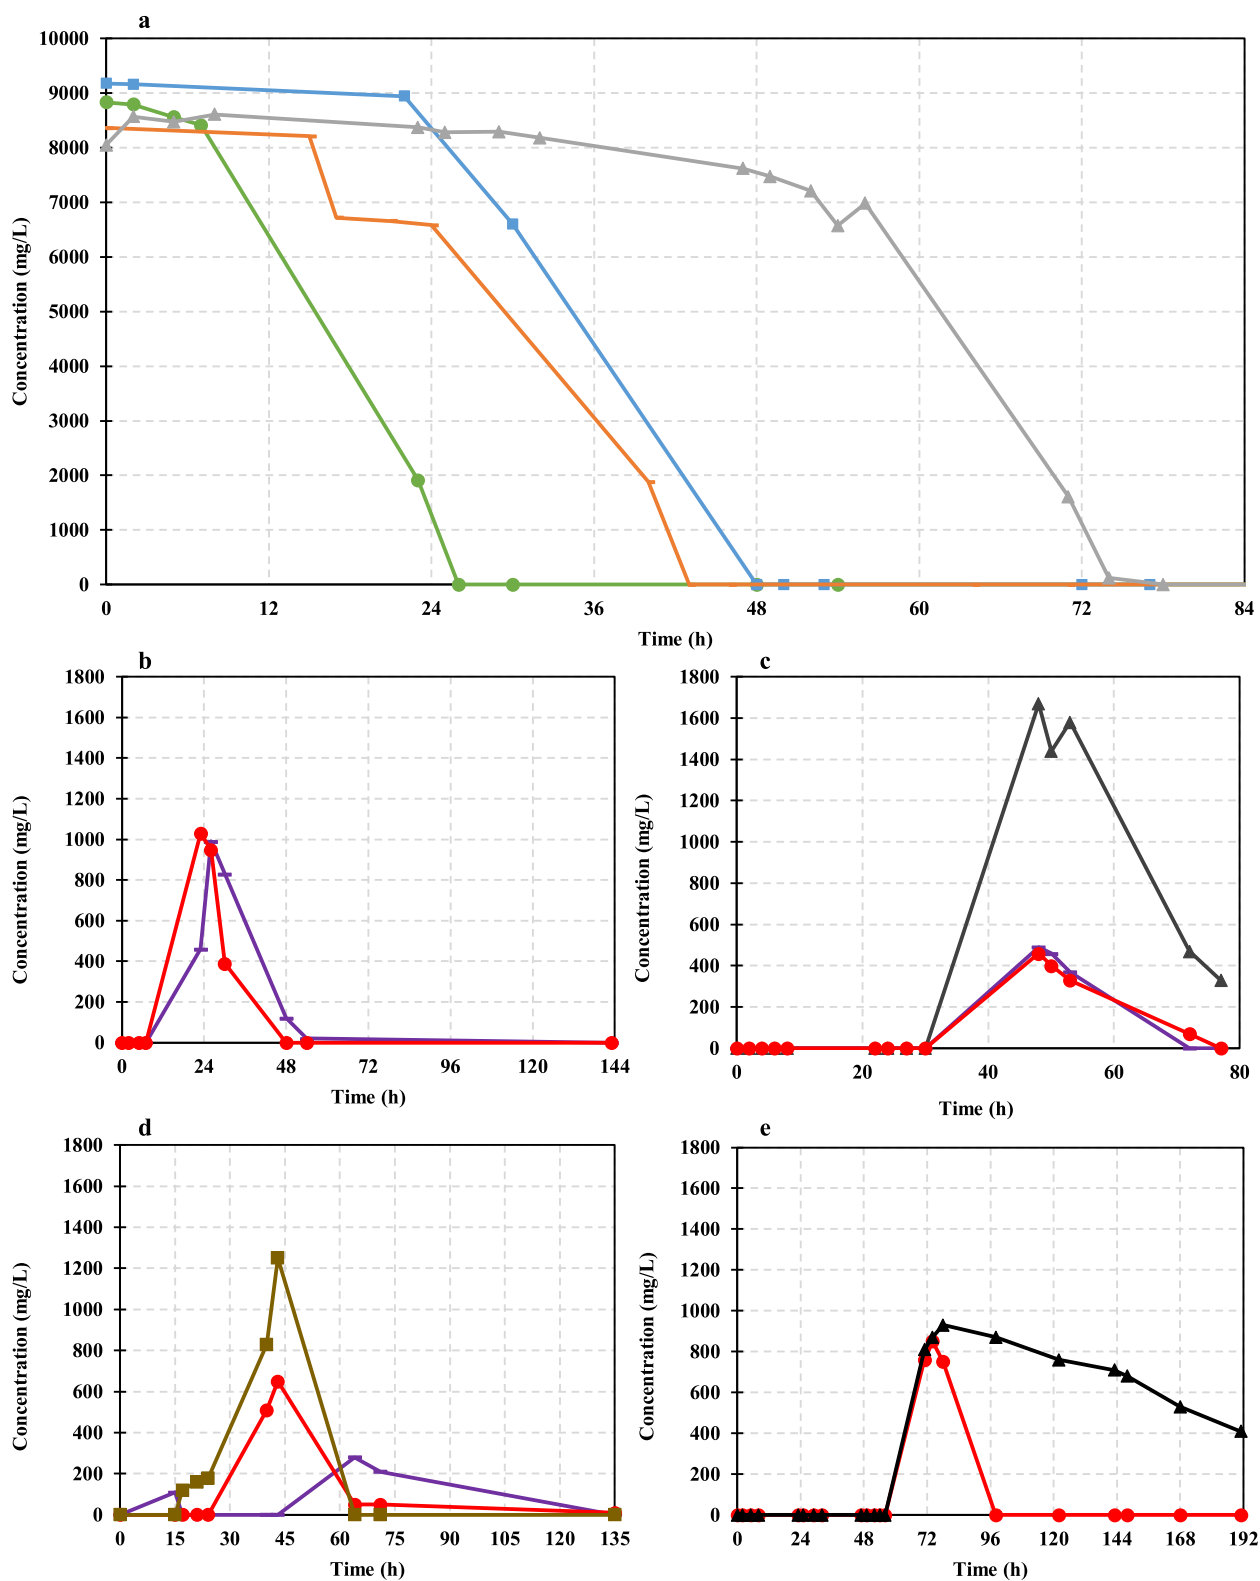 a
10000
9000
8000
7000
6000
5000
4000
3000
2000
1000
0
Concentration (mg/L)
0 12 24 36 48 60 72 84
Time (h)
b
1800
1600
1400
1200
1000
800
600
400
200
0
Concentration (mg/L)
0 24 48 72 96 120 144
Time (h)
c
1800
1600
1400
1200
1000
800
600
400
200
0
Concentration (mg/L)
0 20 40 60 80
Time (h)
d
1800
1600
1400
1200
1000
800
600
400
200
0
Concentration (mg/L)
0 15 30 45 60 75 90 105 120 135
Time (h)
e
1800
1600
1400
1200
1000
800
600
400
200
0
Concentration (mg/L)
0 24 48 72 96 120 144 168 192
Time (h)